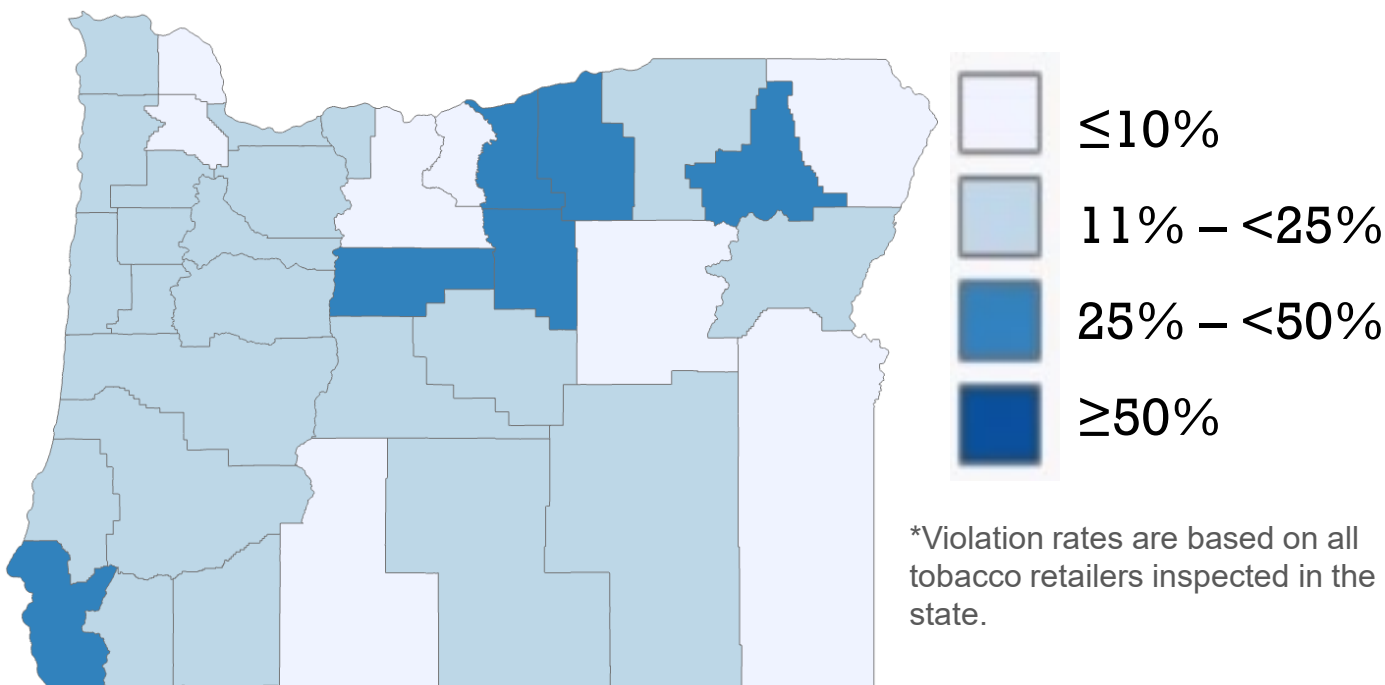 ≤10%
11% – <25%
25% – <50%
≥50%
*Violation rates are based on all
tobacco retailers inspected in the
state.